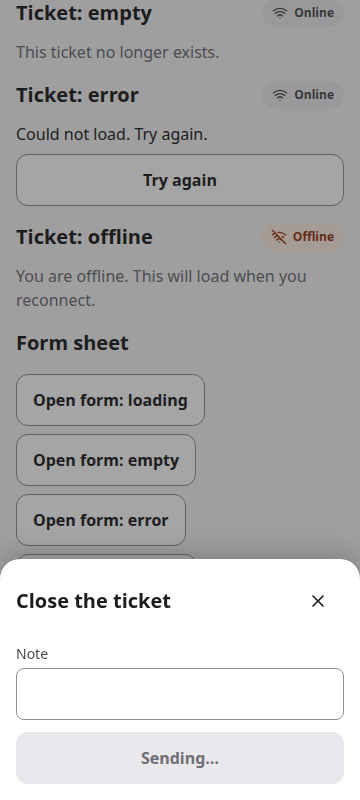 Ticket: empty
Online
This ticket no longer exists.
Ticket: error
Online
Could not load. Try again.
Try again
Ticket: offline
Offline
You are offline. This will load when you
reconnect.
Form sheet
Open form: loading
Open form: empty
Open form: error
Close the ticket
Note
Sending...